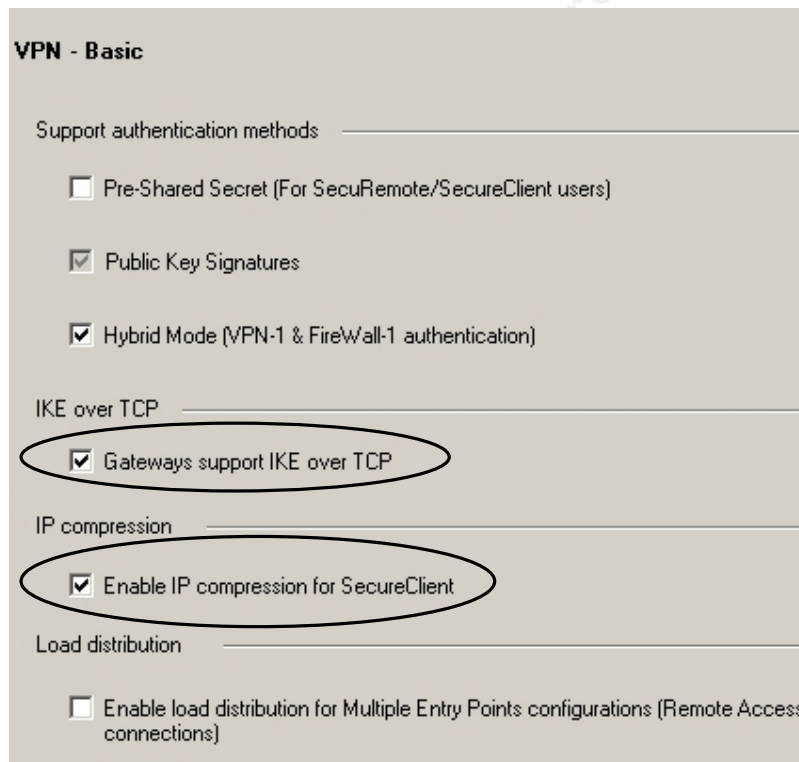 VPN - Basic
Support authentication methods
Pre-Shared Secret (For SecuRemote/SecureClient users)
Public Key Signatures
Hybrid Mode (VPN-1 & FireWall-1 authentication)
IKE over TCP
Gateways support IKE over TCP
IP compression
Enable IP compression for SecureClient
Load distribution
Enable load distribution for Multiple Entry Points configurations (Remote Access
connections)